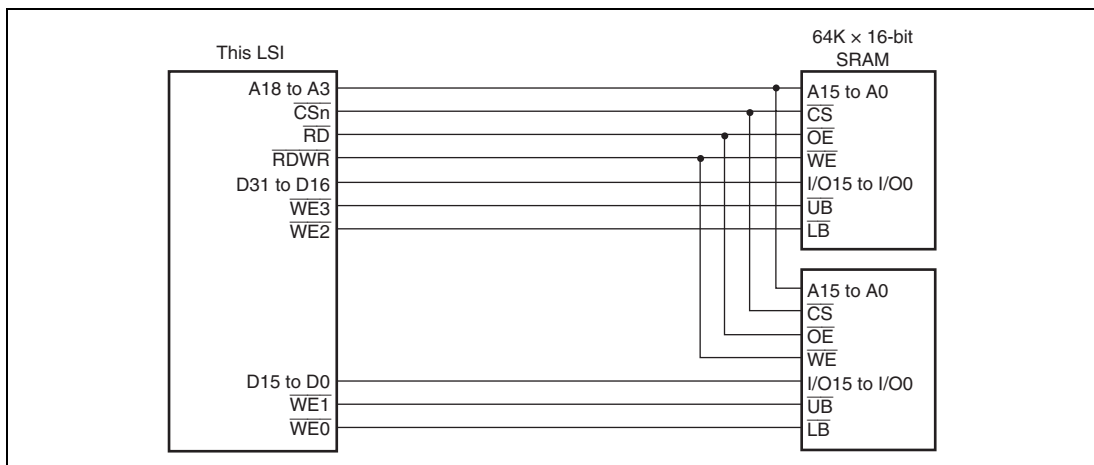 This LSI
A18 to A3
CSn
RD
RDWR
D31 to D16
WE3
WE2
D15 to D0
WE1
WE0
64K × 16-bit
SRAM
A15 to A0
CS
OE
WE
I/O15 to I/O0
UB
LB
A15 to A0
CS
OE
WE
I/O15 to I/O0
UB
LB